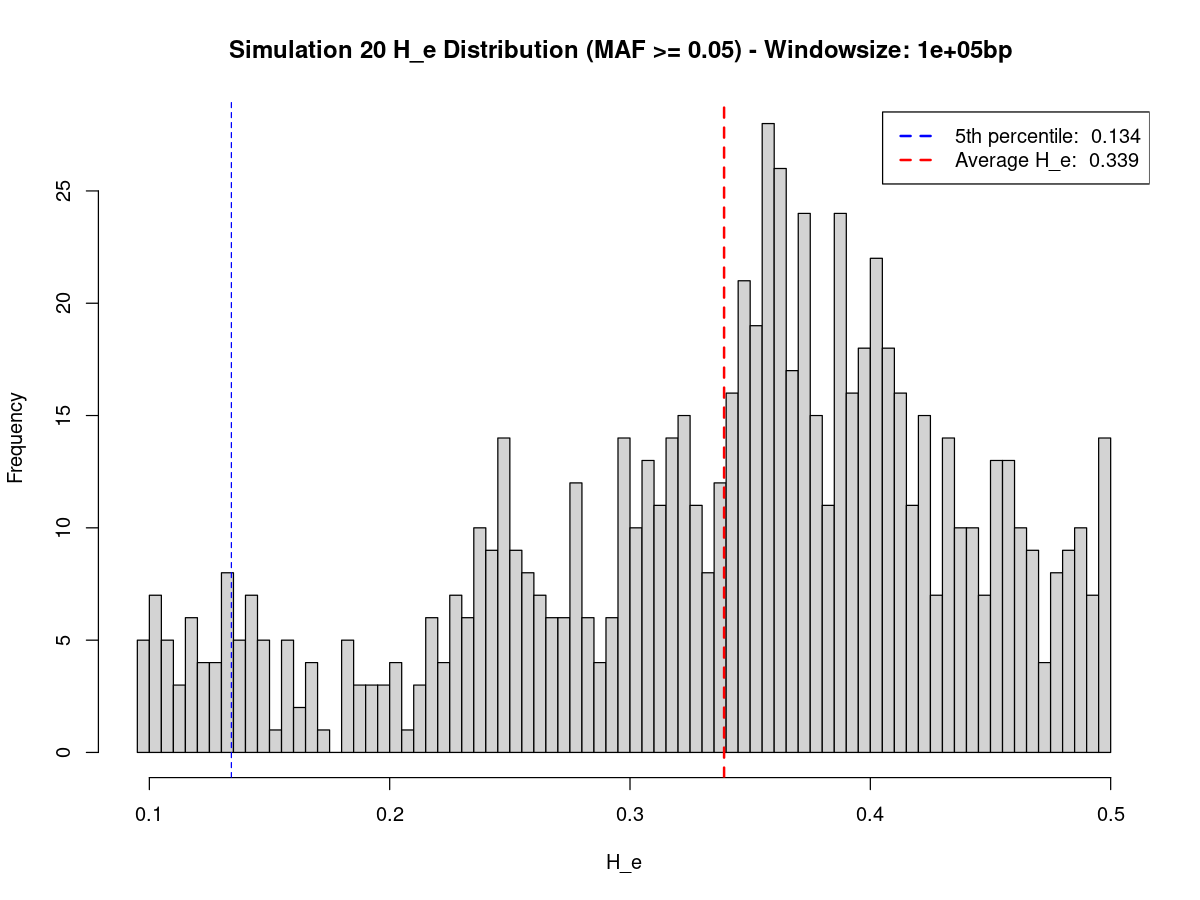 Simulation 20 H_e Distribution (MAF >= 0.05) - Windowsize: 1e+05bp
5th percentile:  0.134
Average H_e:  0.339
Frequency
25
20
15
10
5
0
0.1 0.2 0.3 0.4 0.5
H_e